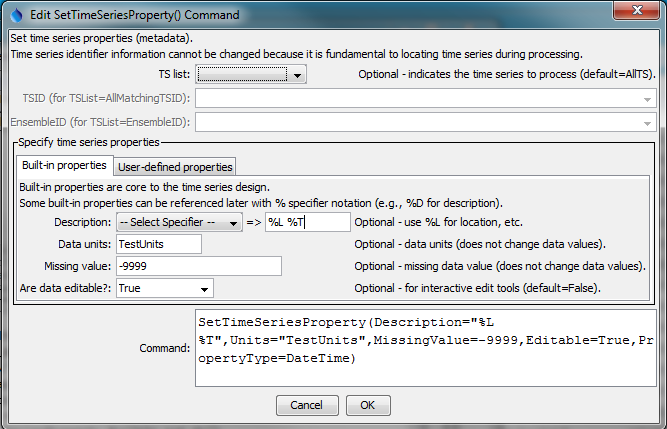 Edit SetTimeSeriesProperty() Command
Set time series properties (metadata).
Time series identifier information cannot be changed because it is fundamental to locating time series during processing.
TS list: Optional - indicates the time series to process (default=AllTS).
TSID (for TSList=AllMatchingTSID):
EnsembleID (for TSList=EnsembleID):
Specify time series properties
Built-in properties User-defined properties
Built-in properties are core to the time series design.
Some built-in properties can be referenced later with % specifier notation (e.g., %D for description).
Description: -- Select Specifier -- => %L %T Optional - use %L for location, etc.
Data units: TestUnits Optional - data units (does not change data values).
Missing value: -9999 Optional - missing data value (does not change data values).
Are data editable?: True Optional - for interactive edit tools (default=False).
Command:
SetTimeSeriesProperty(Description="%L
%T",Units="TestUnits",MissingValue=-9999,Editable=True,Pr
opertyType=DateTime)
Cancel OK